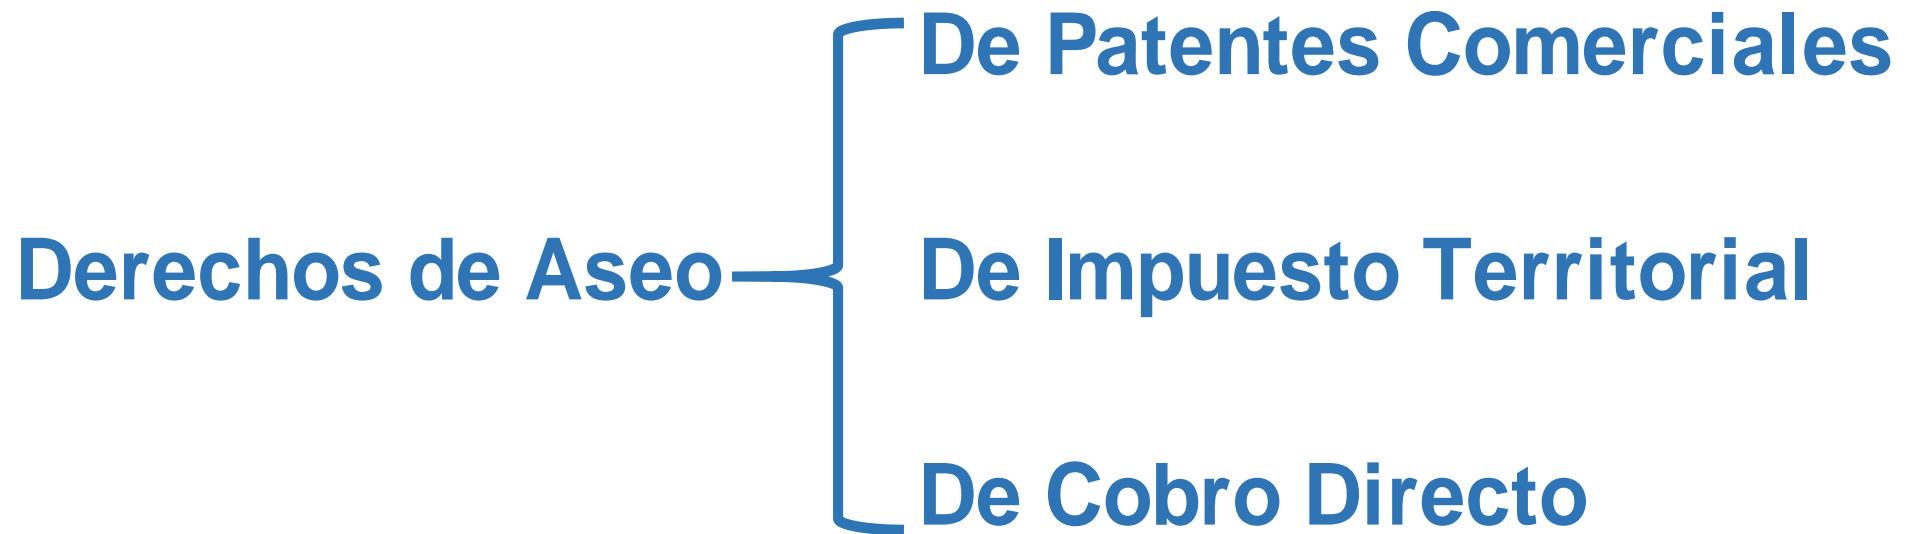 De Patentes Comerciales
Derechos de Aseo
De Impuesto Territorial
De Cobro Directo